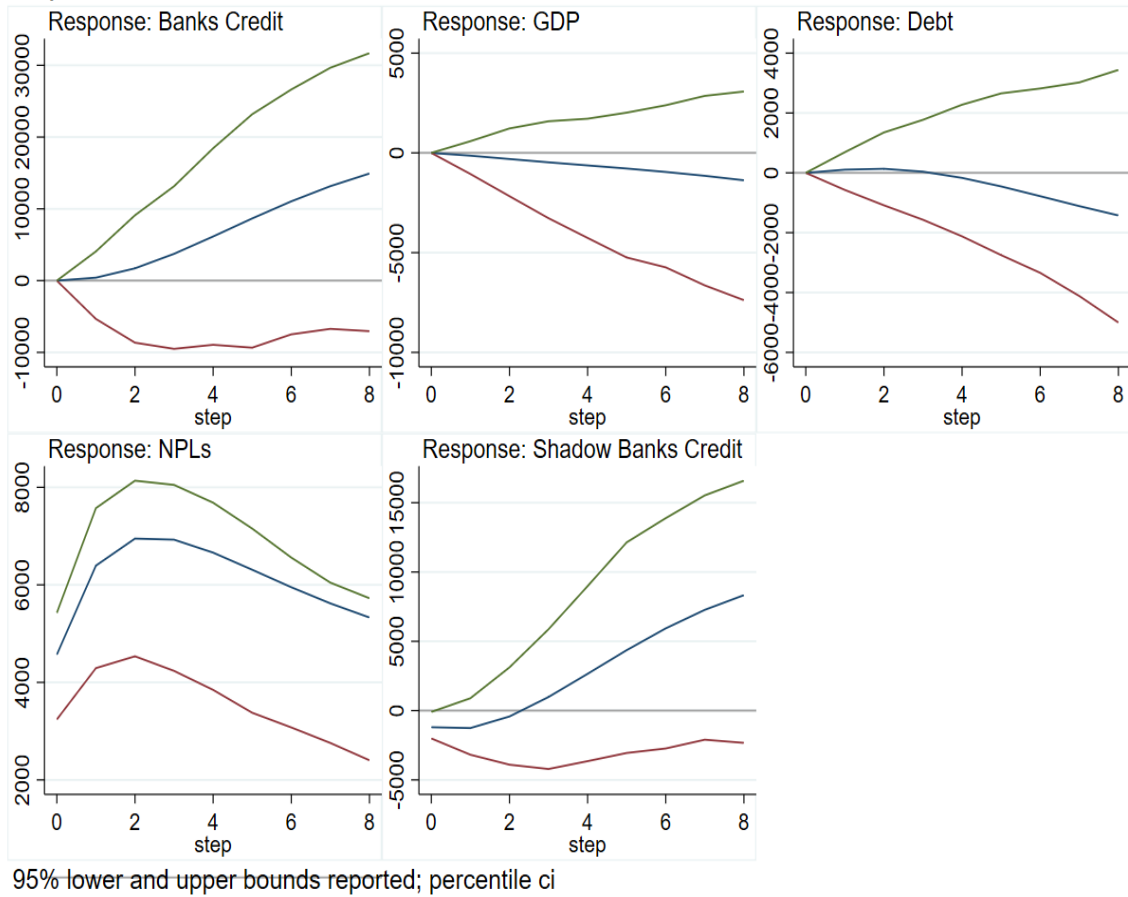 Response: Banks Credit
30000
20000
10000
0
-10000
0 2 4 6 8
step
Response: GDP
5000
0
-5000
-10000
0 2 4 6 8
step
Response: Debt
4000
2000
0
-2000
-4000
-6000
0 2 4 6 8
step
Response: NPLs
8000
6000
4000
2000
0 2 4 6 8
step
Response: Shadow Banks Credit
15000
10000
5000
0
-5000
0 2 4 6 8
step
95% lower and upper bounds reported; percentile ci